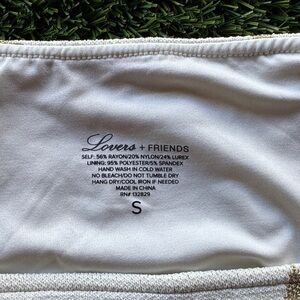 Lovers + FRIENDS
SELF: 56% RAYON/20% NYLON/24% LUREX
LINING: 95% POLYESTER/5% SPANDEX
HAND WASH IN COLD WATER
NO BLEACH/DO NOT TUMBLE DRY
HANG DRY/COOL IRON IF NEEDED
MADE IN CHINA
RN# 132829
S